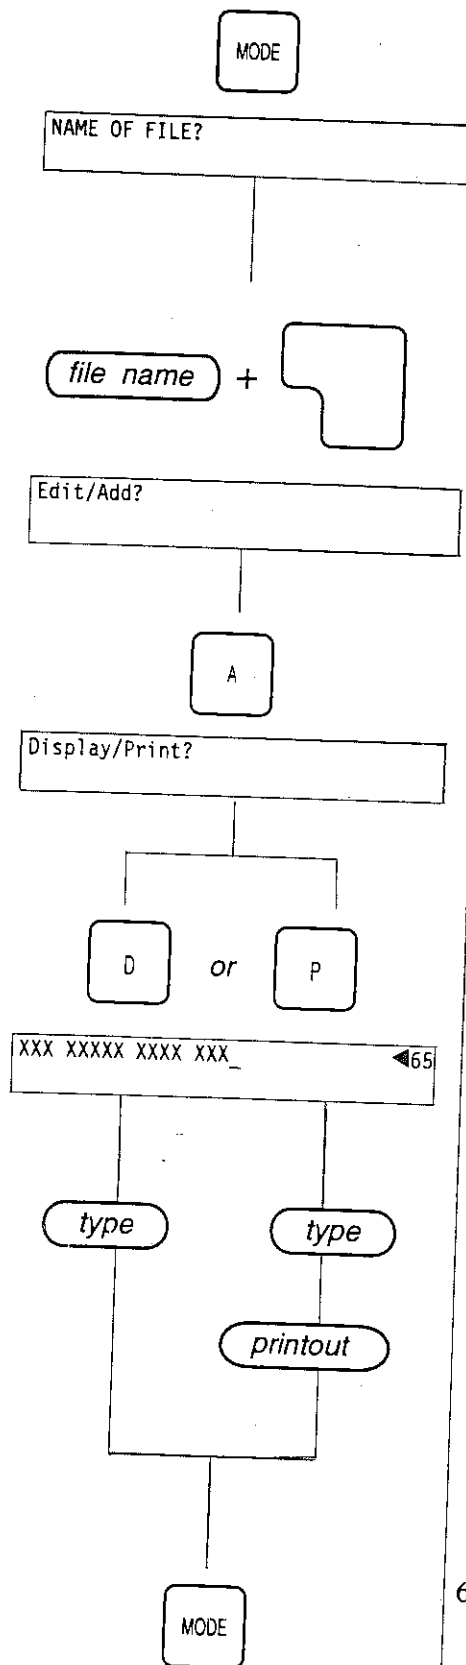 MODE
NAME OF FILE?
file name +
Edit/Add?
A
Display/Print?
D or P
XXX XXXXX XXXX XXX_ ◀65
type type
printout
MODE
6